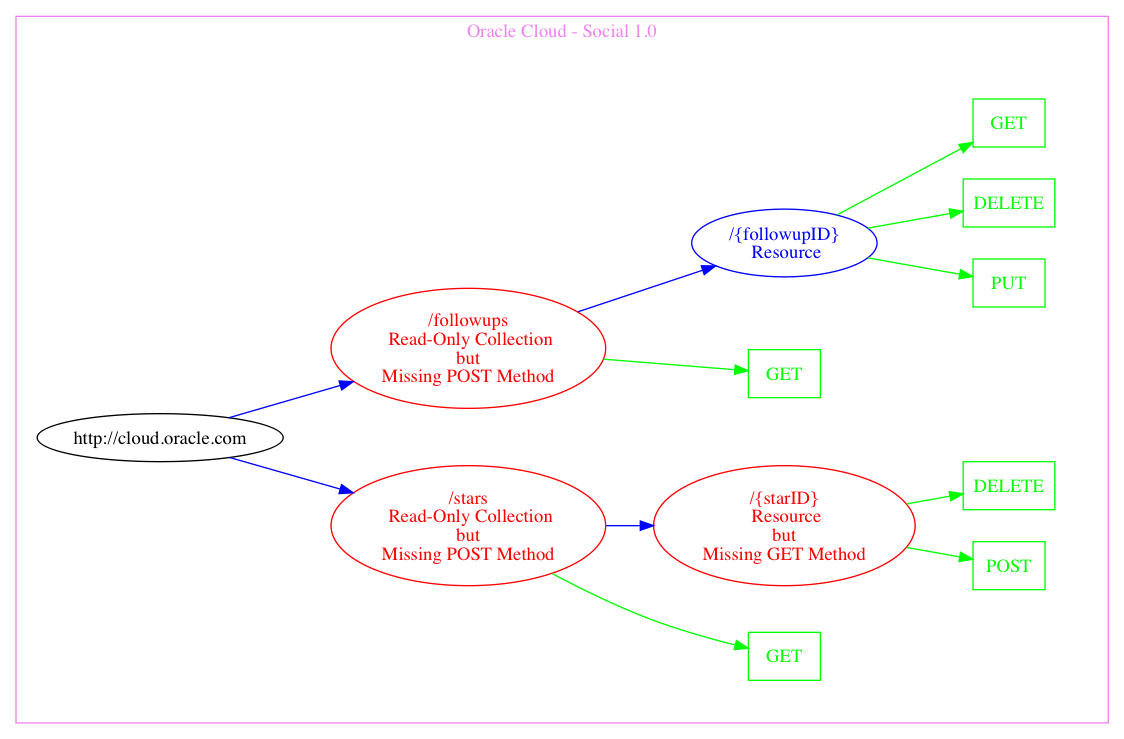 Oracle Cloud - Social 1.0
http://cloud.oracle.com
/followups
Read-Only Collection
but
Missing POST Method
/{followupID}
Resource
GET
DELETE
PUT
GET
/stars
Read-Only Collection
but
Missing POST Method
/{starID}
Resource
but
Missing GET Method
DELETE
POST
GET